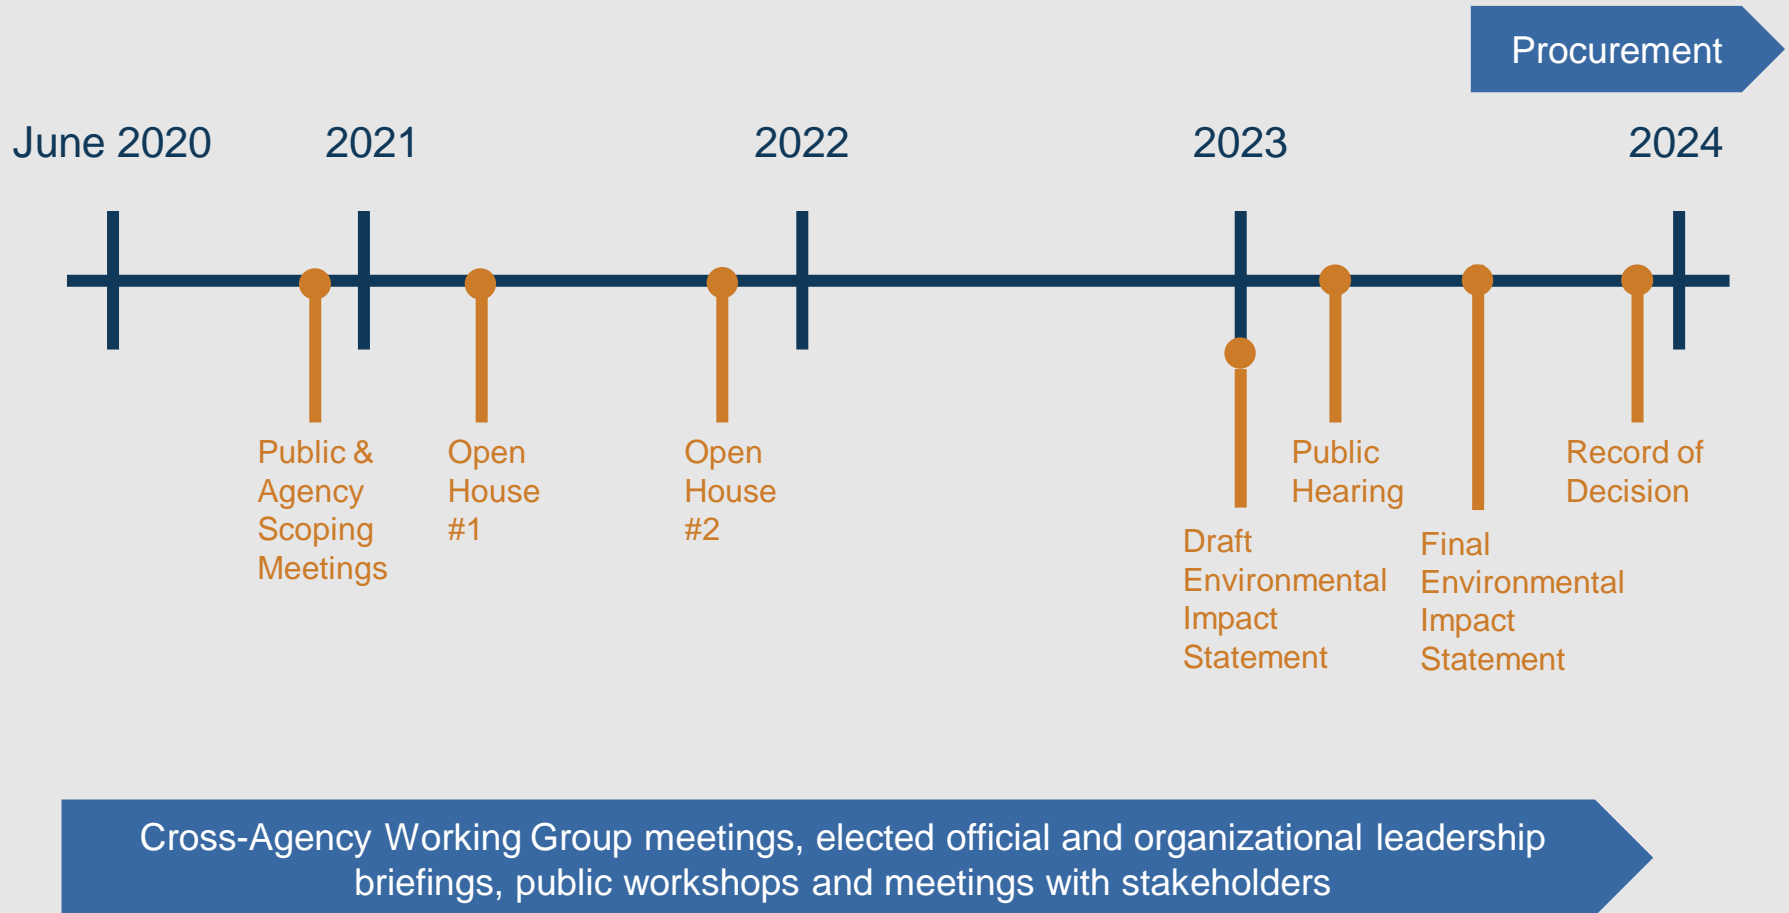 Procurement
June 2020
2021
2022
2023
2024
Public &
Agency
Scoping
Meetings
Open
House
#1
Open
House
#2
Draft
Environmental
Impact
Statement
Public
Hearing
Final
Environmental
Impact
Statement
Record of
Decision
Cross-Agency Working Group meetings, elected official and organizational leadership
briefings, public workshops and meetings with stakeholders